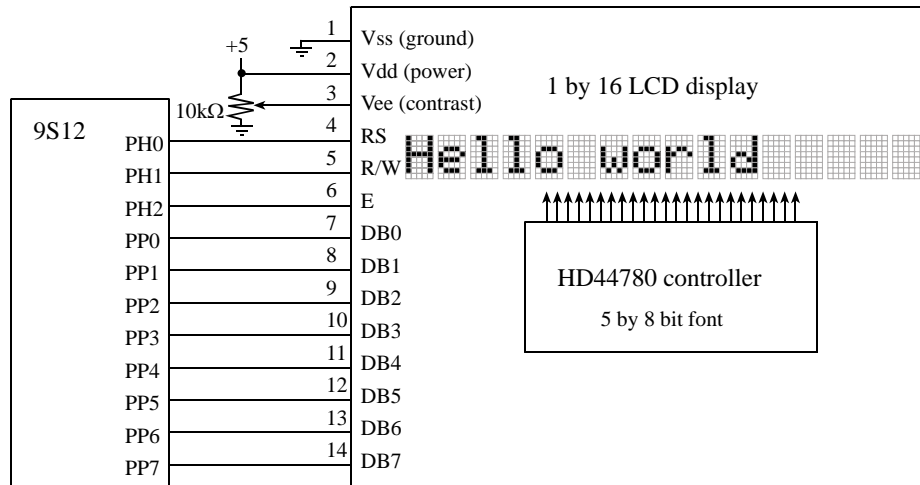 1 Vss (ground)
+5
2 Vdd (power)
3 Vee (contrast)
10kΩ
1 by 16 LCD display
9S12
PH0 4 RS
PH1 5 R/W
Hello world
PH2 6 E
PP0 7 DB0
PP1 8 DB1
PP2 9 DB2
PP3 10 DB3
PP4 11 DB4
PP5 12 DB5
PP6 13 DB6
PP7 14 DB7
HD44780 controller
5 by 8 bit font